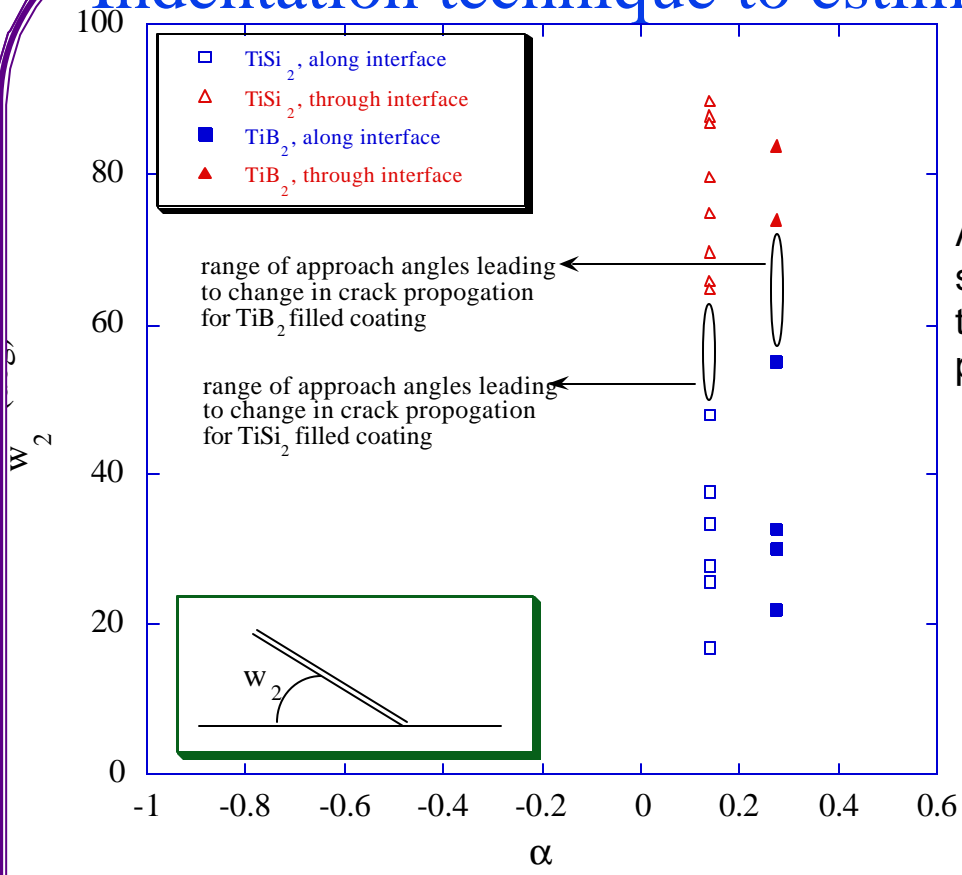 Indentation technique to
100
80
60
40
20
0
-1 -0.8 -0.6 -0.4 -0.2 0 0.2 0.4 0.6
α
w2
TiSi2, along interface
TiSi2, through interface
TiB2, along interface
TiB2, through interface
range of approach angles leading
to change in crack propogation
for TiB2 filled coating
range of approach angles leading
to change in crack propogation
for TiSi2 filled coating
w2